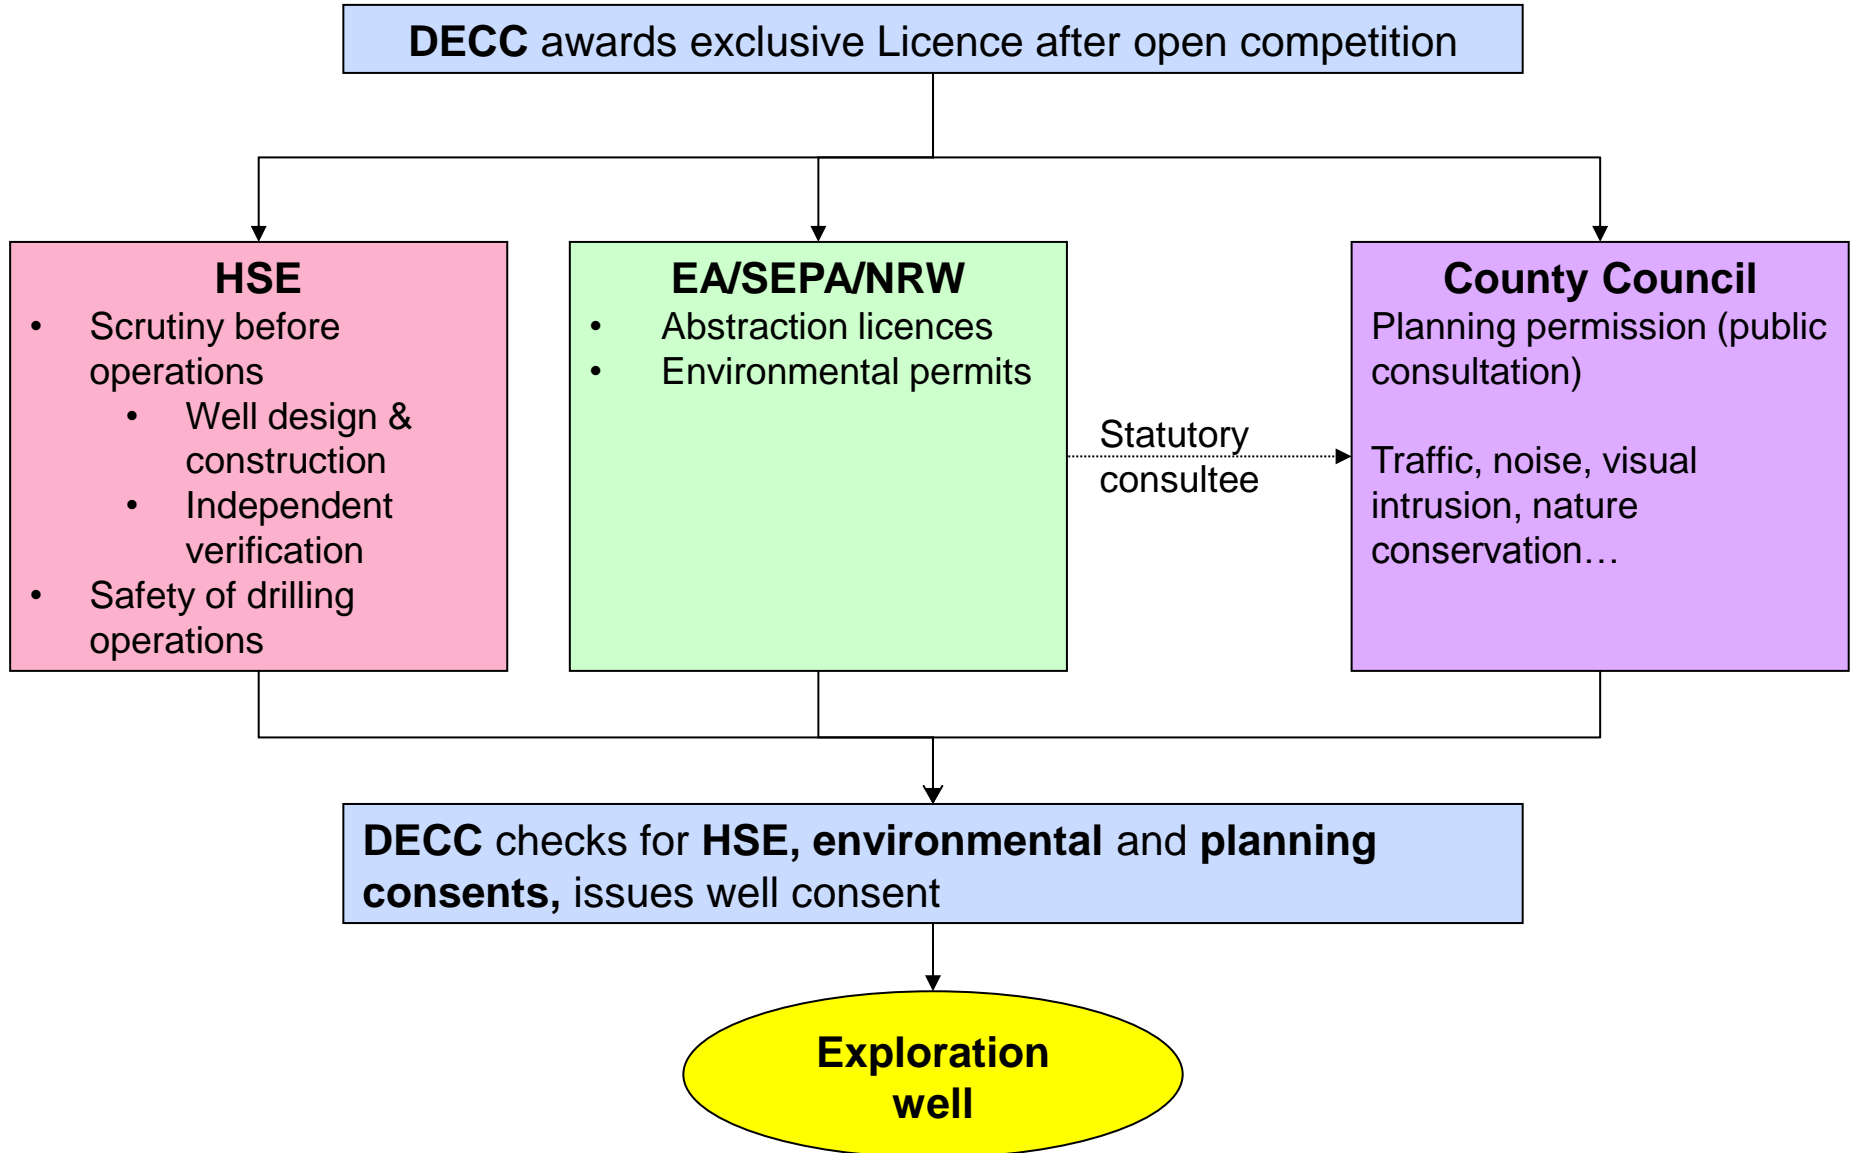 DECC awards exclusive Licence after open competition
HSE
• Scrutiny before
operations
• Well design &
construction
• Independent
verification
• Safety of drilling
operations
EA/SEPA/NRW
• Abstraction licences
• Environmental permits
Statutory
consultee
County Council
Planning permission (public
consultation)
Traffic, noise, visual
intrusion, nature
conservation…
DECC checks for HSE, environmental and planning
consents, issues well consent
Exploration
well